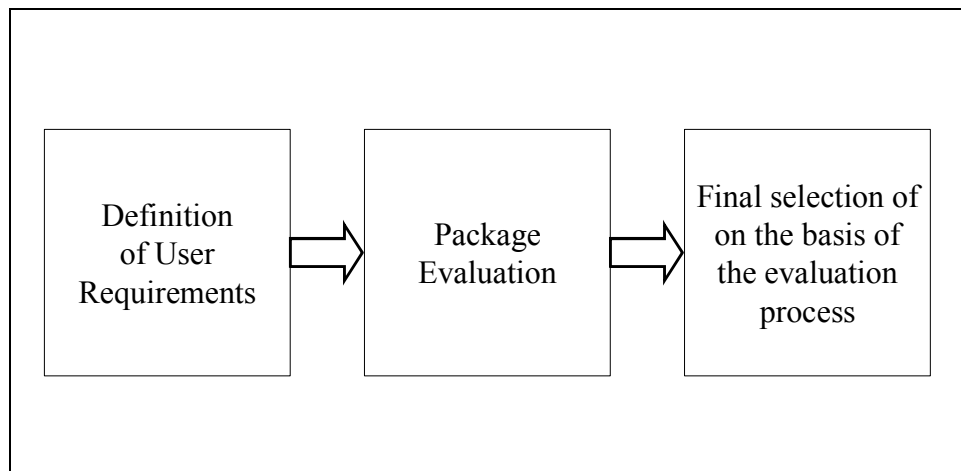 Definition
of User
Requirements
Package
Evaluation
Final selection of
on the basis of
the evaluation
process